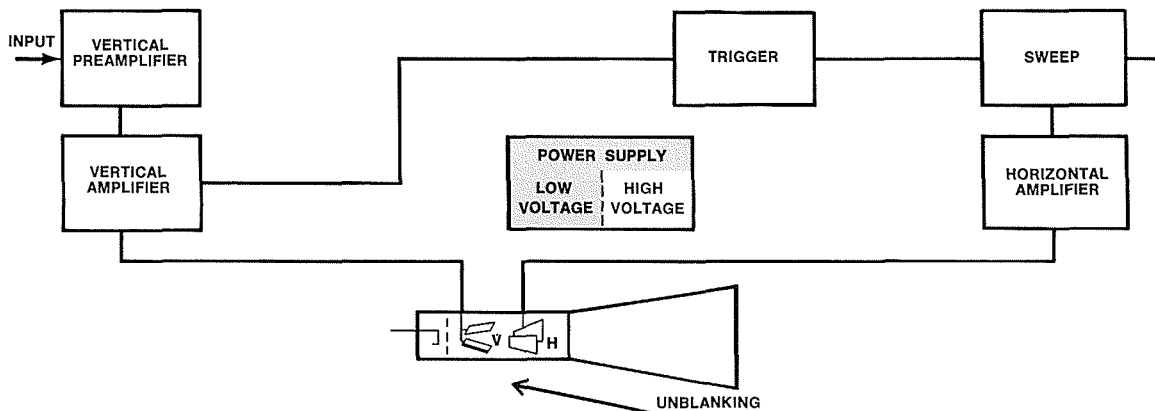 INPUT
VERTICAL
PREAMPLIFIER
TRIGGER
SWEEP
VERTICAL
AMPLIFIER
POWER SUPPLY
LOW
VOLTAGE
HIGH
VOLTAGE
HORIZONTAL
AMPLIFIER
V
H
UNBLANKING